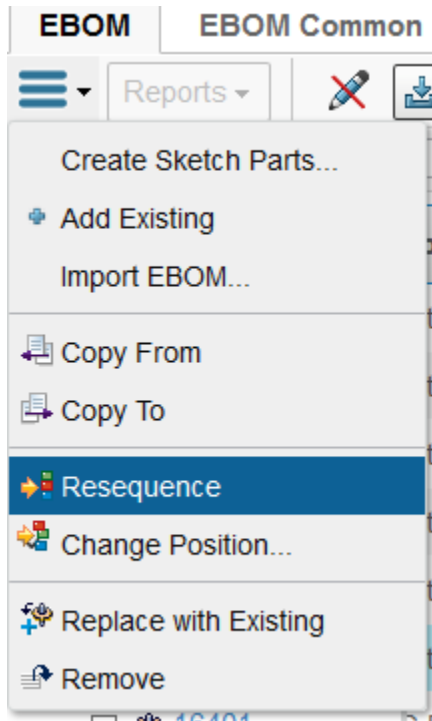 EBOM EBOM Common
Reports
Create Sketch Parts...
Add Existing
Import EBOM...
Copy From
Copy To
Resequence
Change Position...
Replace with Existing
Remove
16401